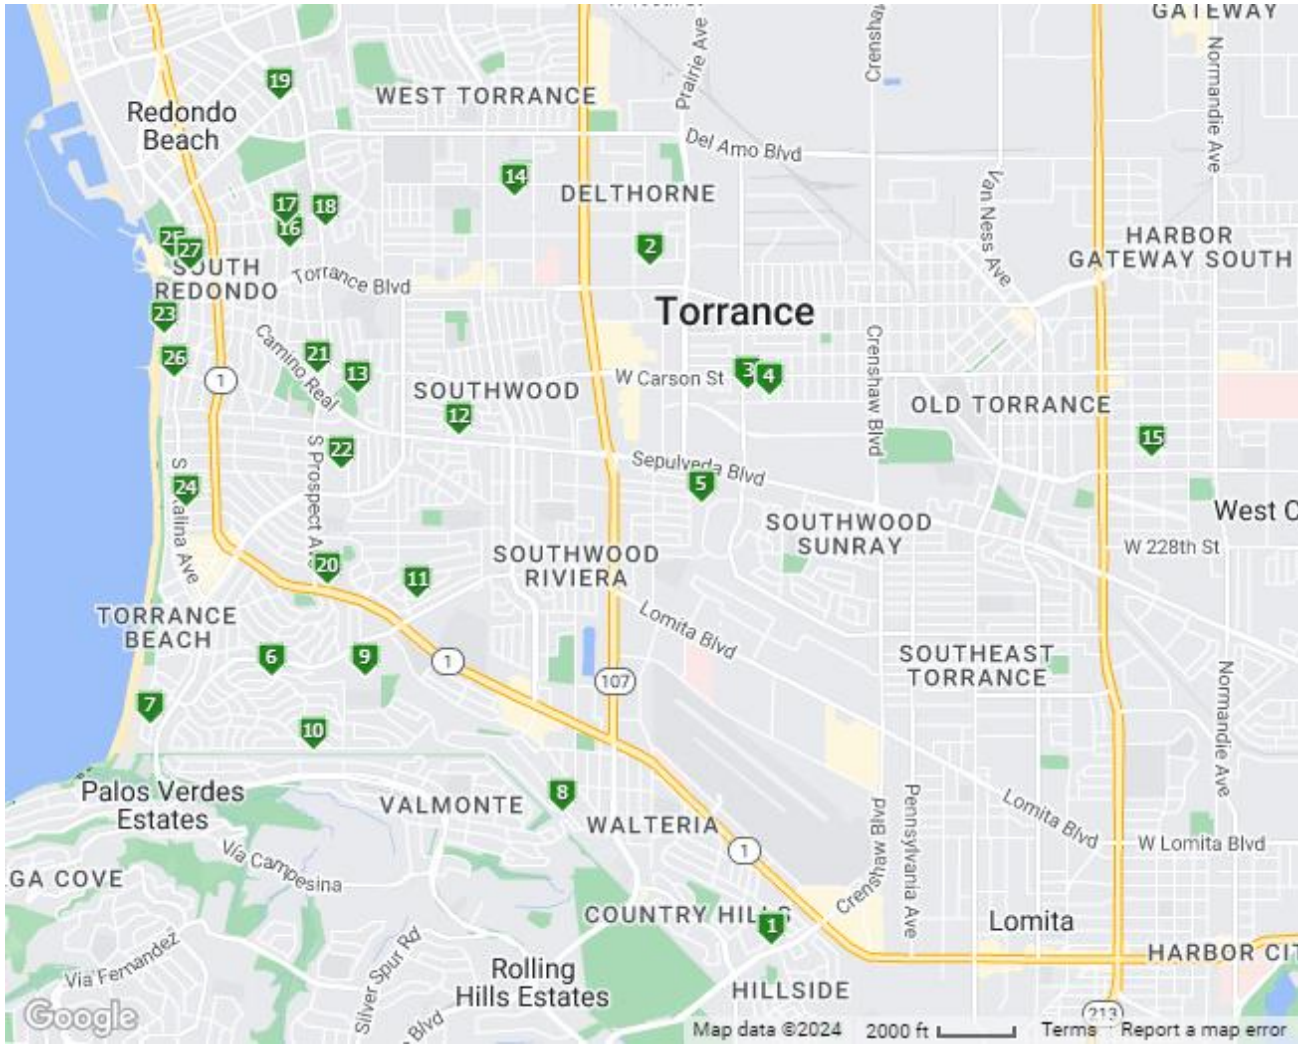 GATEWAY
Prairie Ave
Normandie Ave
19
WEST TORRANCE
Redondo
Beach
Del Amo Blvd
14
DELTHORNE
Van Ness Ave
17
18
16
2
HARBOR
GATEWAY SOUTH
25
27
SOUTH
REDONDO
Torrance Blvd
23
Torrance
Camino Real
21
26
13
1
W Carson St
3
4
Crenshaw Blvd
SOUTHWOOD
12
OLD TORRANCE
15
22
S Prospect Ave
Sepulveda Blvd
5
24
SOUTHWOOD
SUNRAY
West C
W 228th St
SOUTHWOOD
RIVIERA
20
11
TORRANCE
BEACH
Lomita Blvd
6
9
1
107
SOUTHEAST
TORRANCE
Normandie Ave
7
10
Palos Verdes
Estates
VALMONTE
8
WALTERIA
Pennsylvania Ave
Lomita Blvd
W Lomita Blvd
1
Vía Campesina
GA COVE
COUNTRY HILLS
1
Lomita
Via Fernandez
Silver Spur Rd
Rolling
Hills Estates
HILLSIDE
HARBOR CIT
213
Google
Blvd
Map data ©2024
2000 ft
Terms
Report a map error